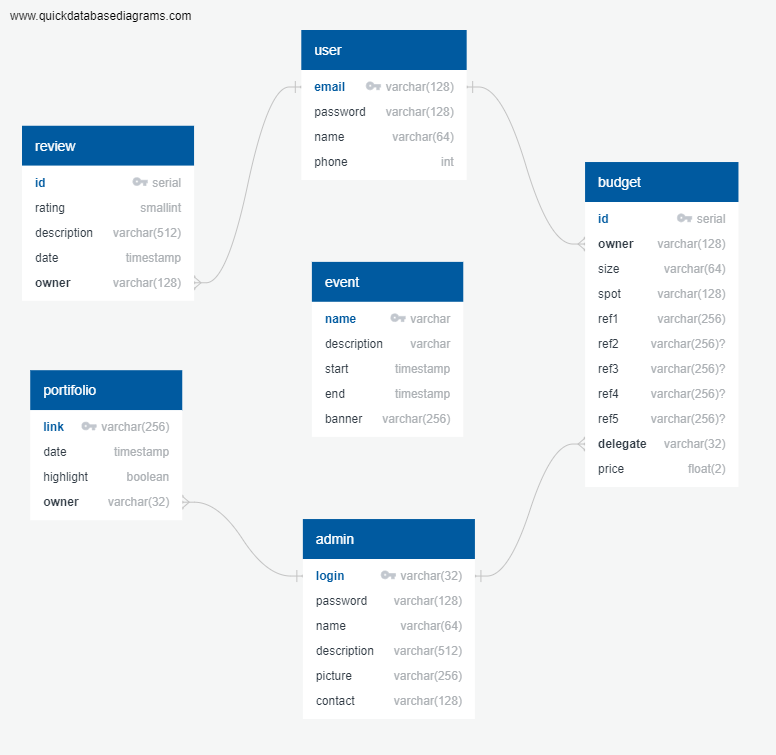 www.quickdatabasediagrams.com
user
email varchar(128)
password varchar(128)
name varchar(64)
phone int
review
id serial
rating smallint
description varchar(512)
date timestamp
owner varchar(128)
budget
id serial
owner varchar(128)
size varchar(64)
spot varchar(128)
ref1 varchar(256)
ref2 varchar(256)?
ref3 varchar(256)?
ref4 varchar(256)?
ref5 varchar(256)?
delegate varchar(32)
price float(2)
event
name varchar
description varchar
start timestamp
end timestamp
banner varchar(256)
portifolio
link varchar(256)
date timestamp
highlight boolean
owner varchar(32)
admin
login varchar(32)
password varchar(128)
name varchar(64)
description varchar(512)
picture varchar(256)
contact varchar(128)